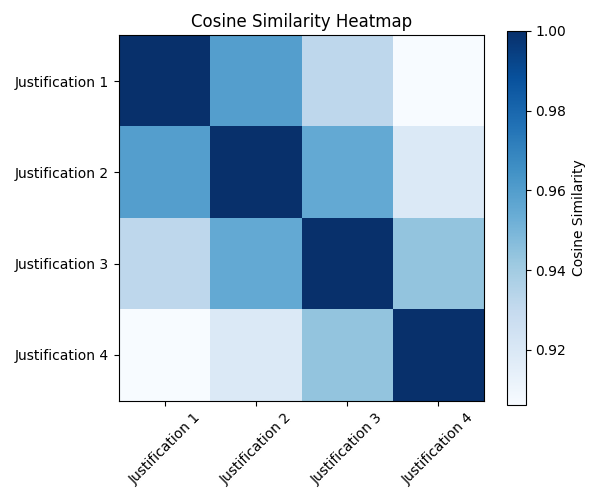 Cosine Similarity Heatmap
Justification 1
Justification 2
Justification 3
Justification 4
Justification 1
Justification 2
Justification 3
Justification 4
1.00
0.98
0.96
0.94
0.92
Cosine Similarity